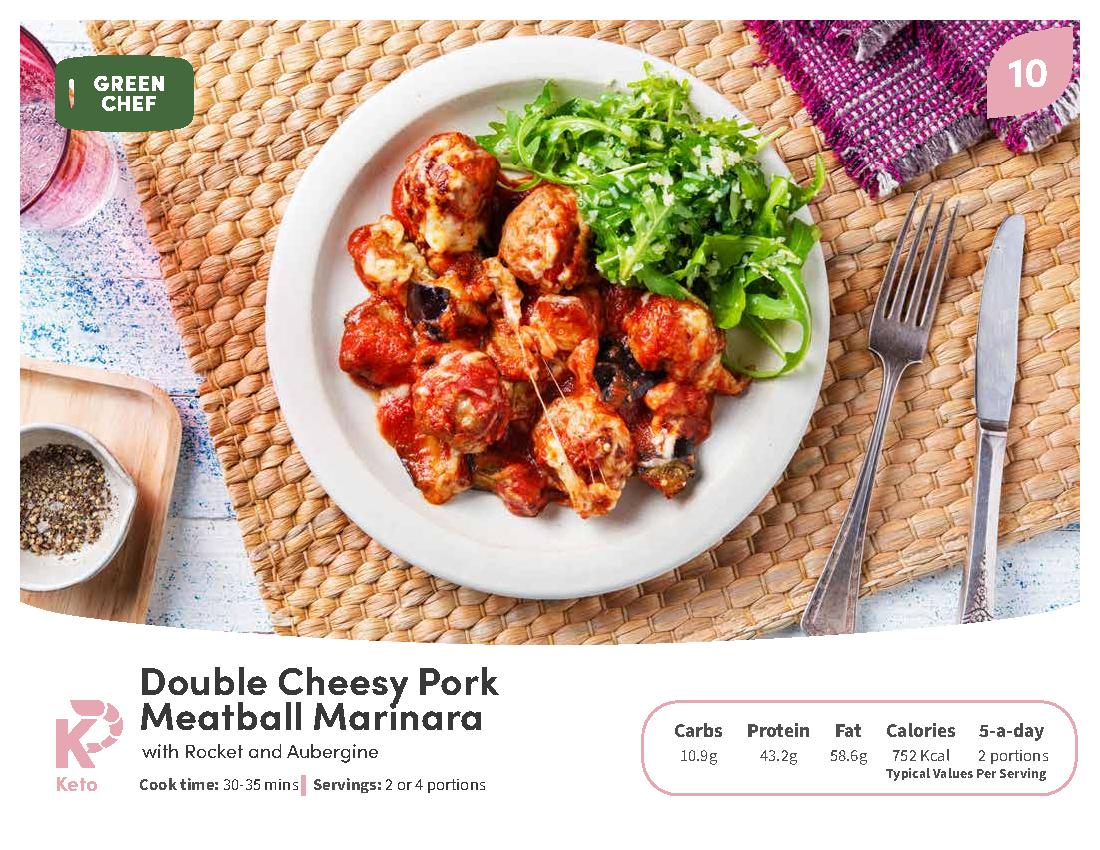 GREEN
CHEF
10
Double Cheesy Pork
Meatball Marinara
with Rocket and Aubergine
Keto
Cook time: 30-35 mins | Servings: 2 or 4 portions
Carbs Protein Fat Calories 5-a-day
10.9g 43.2g 58.6g 752 Kcal 2 portions
Typical Values Per Serving